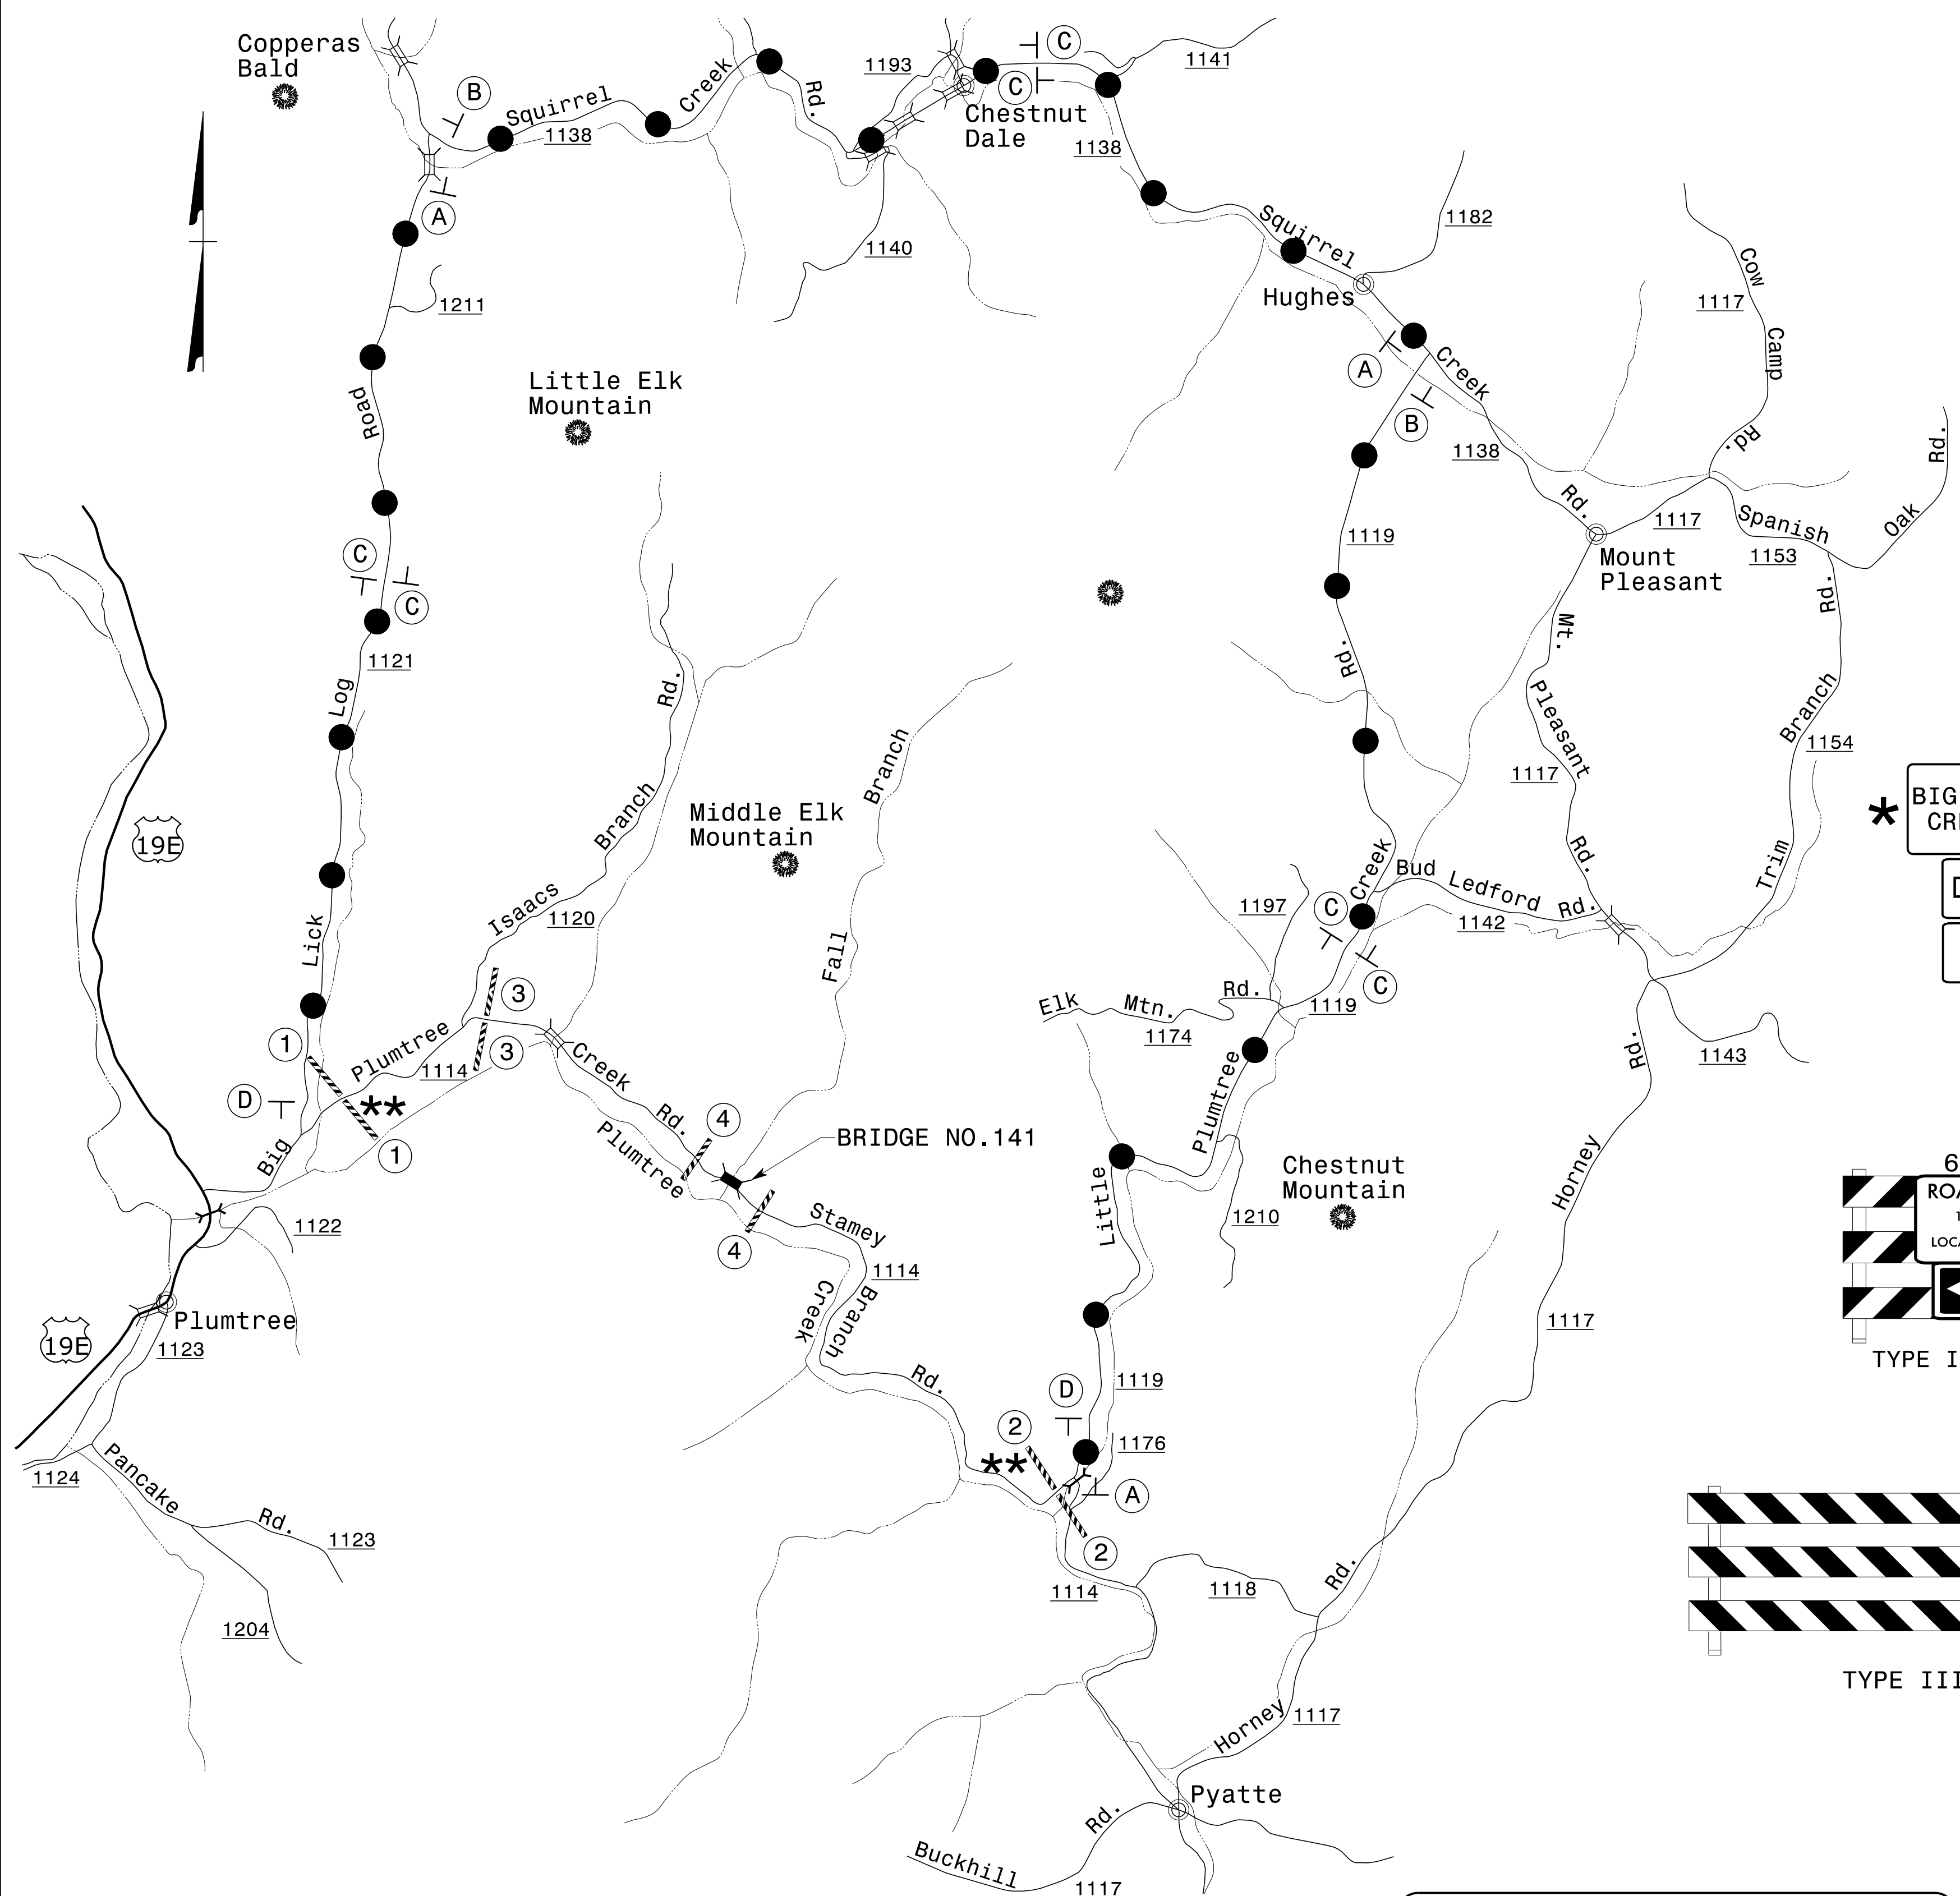 Copperas
Bald
B
Squirrel
Creek
Rd.
1138
A
1193
C
C
Chestnut
Dale
1141
1138
1140
1182
Squirrel
Hughes
Creek
A
B
1138
Rd.
Cow
Camp
Rd.
1117
1117
Spanish
Oak
Rd.
1153
Mount
Pleasant
1211
Road
Little Elk
Mountain
C
C
1121
Log
Lick
Big
19E
1119
Rd.
Creek
Mt.
Pleasant
Rd.
1117
Rd.
Branch
Trim
1154
Rd.
Branch
Isaacs
1120
Middle Elk
Mountain
Branch
Fall
Bud
Ledford
Rd.
1142
1197
C
C
Elk
Mtn.
Rd.
1174
1119
1143
*
BIG
3
3
1
1
D
**
Plumtree
1114
Creek
Rd.
Plumtree
Creek
4
4
BRIDGE NO.141
Stamey
Branch
Rd.
1114
Plumtree
Little
1210
Chestnut
Mountain
Rd.
Horney
1117
1122
Plumtree
19E
1123
1124
Pancake
Rd.
1123
1204
D
2
**
1119
1176
A
2
1114
1118
Rd.
Horney
1117
Pyatte
Rd.
Buckhill
1117
6
TYPE I
TYPE III